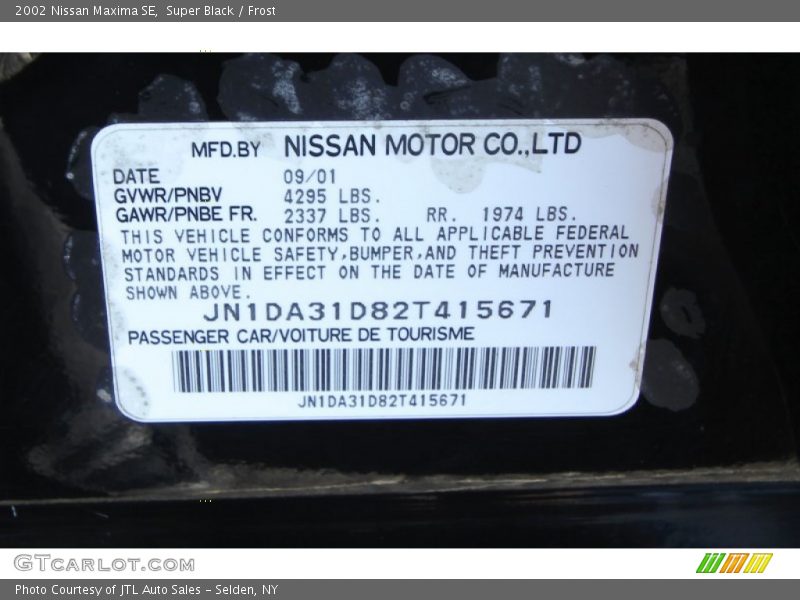 2002 Nissan Maxima SE,  Super Black / Frost
MFD.BY NISSAN MOTOR CO.,LTD
DATE 09/01
GVWR/PNBV 4295 LBS.
GAWR/PNBE FR. 2337 LBS. RR. 1974 LBS.
THIS VEHICLE CONFORMS TO ALL APPLICABLE FEDERAL
MOTOR VEHICLE SAFETY,BUMPER,AND THEFT PREVENTION
STANDARDS IN EFFECT ON THE DATE OF MANUFACTURE
SHOWN ABOVE.
JN1DA31D82T415671
PASSENGER CAR/VOITURE DE TOURISME
JN1DA31D82T415671
GTCARLOT.COM
Photo Courtesy of JTL Auto Sales - Selden, NY